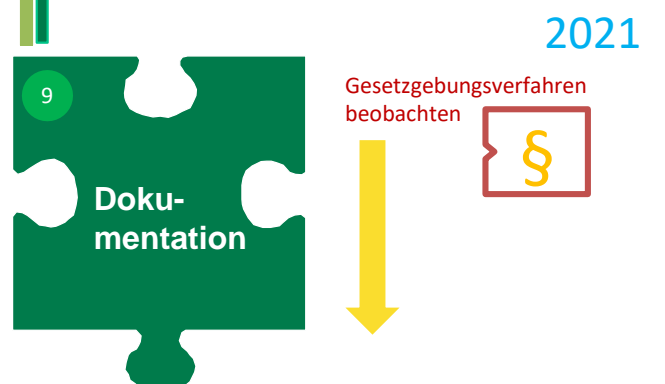 2021
9
Gesetzgebungsverfahren
beobachten
§
Doku-
mentation